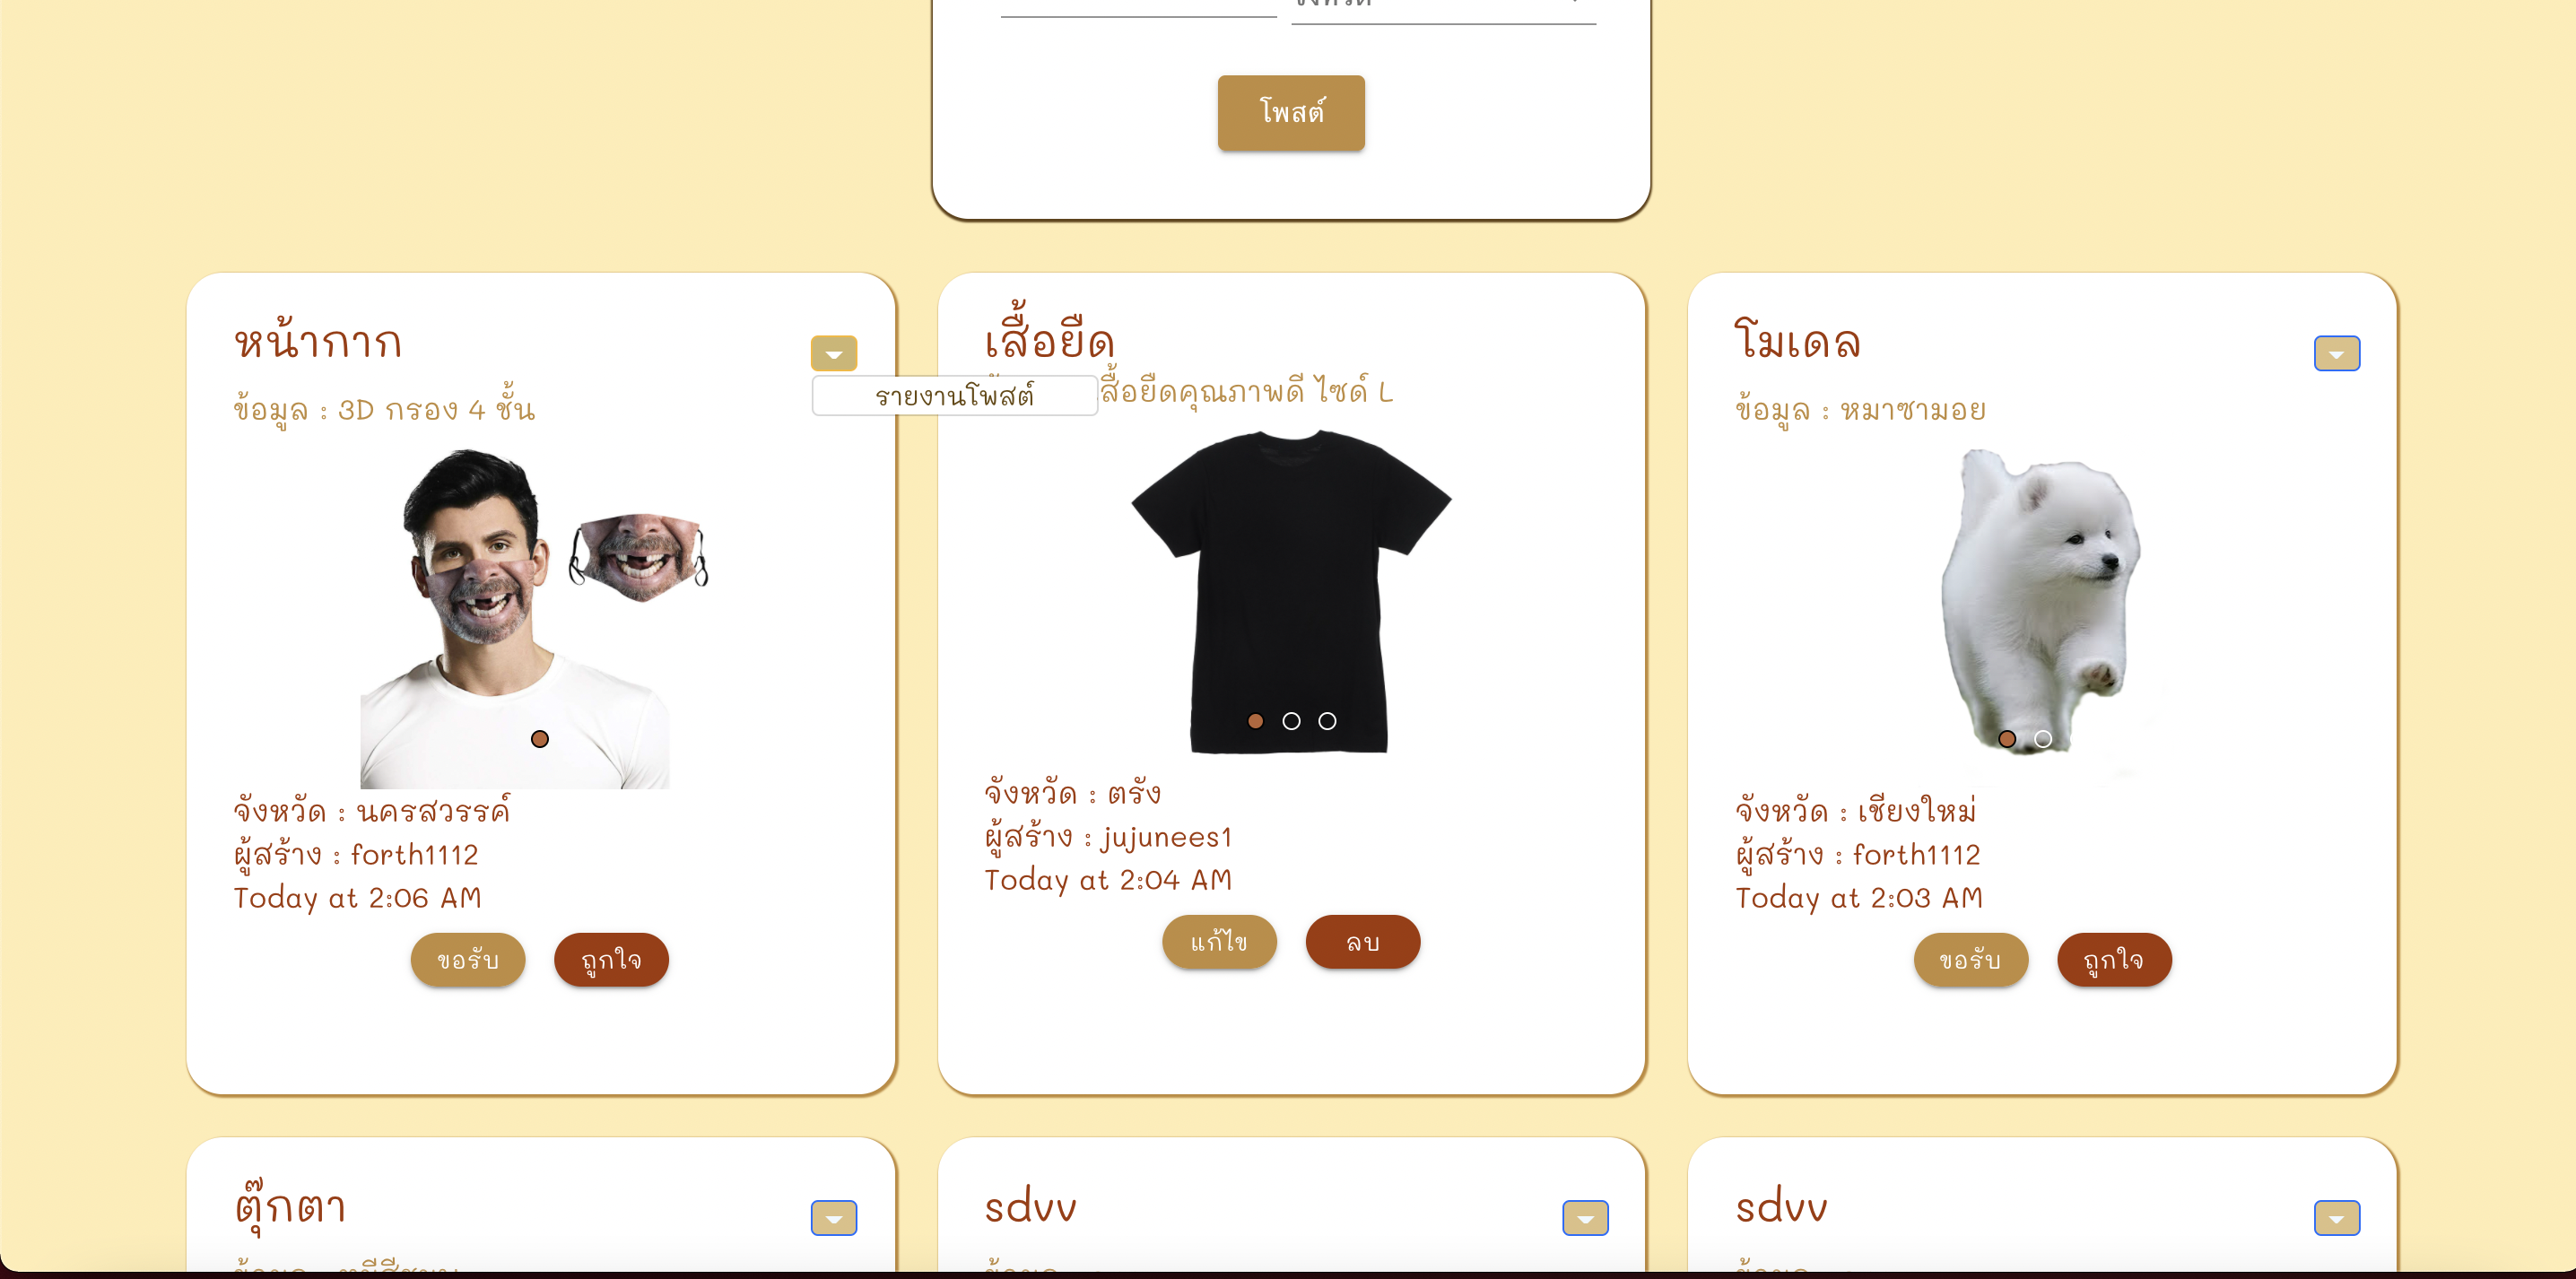 จังหวัด
โพสต์
หน้ากาก
รายงานโพสต์
ข้อมูล : 3D กรอง 4 ชั้น
จังหวัด : นครสวรรค์
ผู้สร้าง : forth1112
Today at 2:06 AM
ขอรับ ถูกใจ
เสื้อยืด
สื้อยืดคุณภาพดี ไซด์ L
จังหวัด : ตรัง
ผู้สร้าง : jujunees1
Today at 2:04 AM
แก้ไข ลบ
โมเดล
ข้อมูล : หมาซามอย
จังหวัด : เชียงใหม่
ผู้สร้าง : forth1112
Today at 2:03 AM
ขอรับ ถูกใจ
ตุ๊กตา
sdvv
sdvv